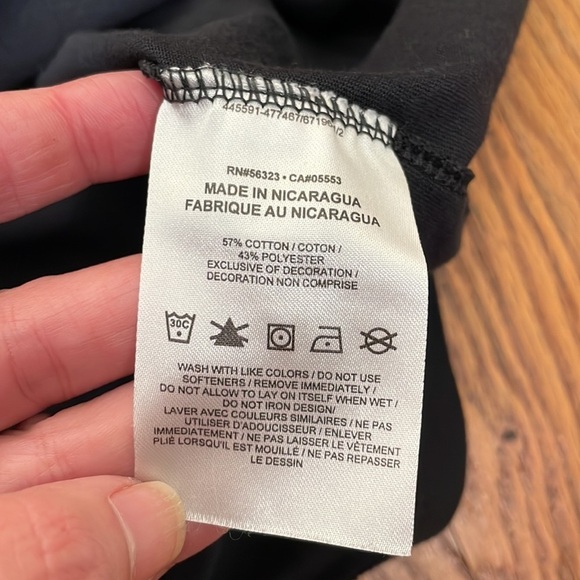 RN#56323 • CA#05553
MADE IN NICARAGUA
FABRIQUE AU NICARAGUA
57% COTTON / COTON /
43% POLYESTER
EXCLUSIVE OF DECORATION /
DECORATION NON COMPRISE
30C
WASH WITH LIKE COLORS / DO NOT USE
SOFTENERS / REMOVE IMMEDIATELY /
DO NOT ALLOW TO LAY ON ITSELF WHEN WET /
DO NOT IRON DESIGN/
LAVER AVEC COULEURS SIMILAIRES / NE PAS
UTILISER D'ADOUCISSEUR / ENLEVER
IMMEDIATEMENT / NE PAS LAISSER LE VÊTEMENT
PLIÉ LORSQU'IL EST MOUILLÉ / NE PAS REPASSER
LE DESSIN